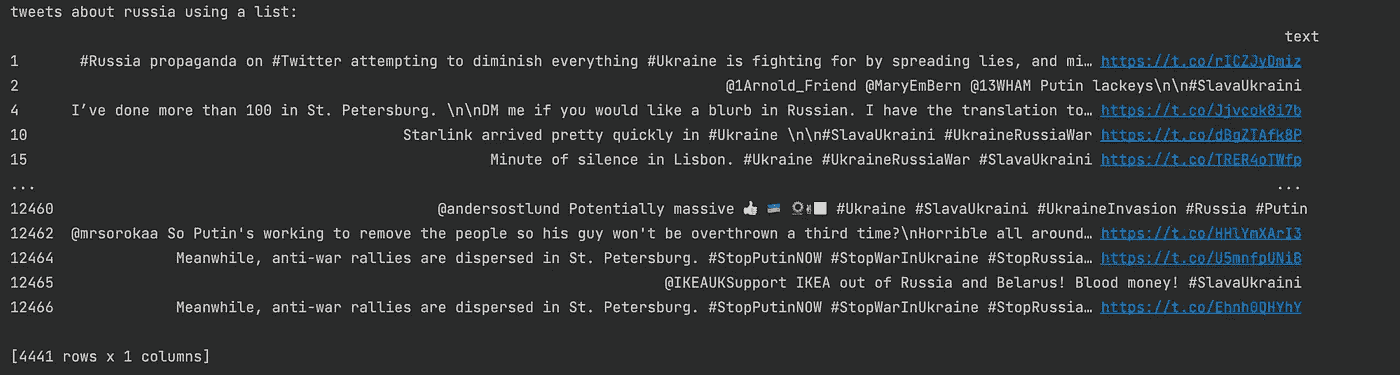 tweets about russia using a list:
text
1 #Russia propaganda on #Twitter attempting to diminish everything #Ukraine is fighting for by spreading lies, and mi… https://t.co/rICZJyDmiz
2 @1Arnold_Friend @MaryEmBern @13WHAM Putin lackeys\n\n#SlavaUkraini
4 I’ve done more than 100 in St. Petersburg. \n\nDM me if you would like a blurb in Russian. I have the translation to… https://t.co/Jjvcok8i7b
10 Starlink arrived pretty quickly in #Ukraine \n\n#SlavaUkraini #UkraineRussiaWar https://t.co/dBgZTAfk8P
15 Minute of silence in Lisbon. #Ukraine #UkraineRussiaWar #SlavaUkraini https://t.co/TRER4oTWfp
... ...
12460 @andersostlund Potentially massive 👍 #Ukraine #SlavaUkraini #UkraineInvasion #Russia #Putin
12462 @mrsorokaa So Putin's working to remove the people so his guy won't be overthrown a third time?\nHorrible all around… https://t.co/HHlYmXArI3
12464 Meanwhile, anti-war rallies are dispersed in St. Petersburg. #StopPutinNOW #StopWarInUkraine #StopRussia… https://t.co/U5mnfpUNiB
12465 @IKEAUKSupport IKEA out of Russia and Belarus! Blood money! #SlavaUkraini
12466 Meanwhile, anti-war rallies are dispersed in St. Petersburg. #StopPutinNOW #StopWarInUkraine #StopRussia… https://t.co/Ehnh0QHYhY
[4441 rows x 1 columns]